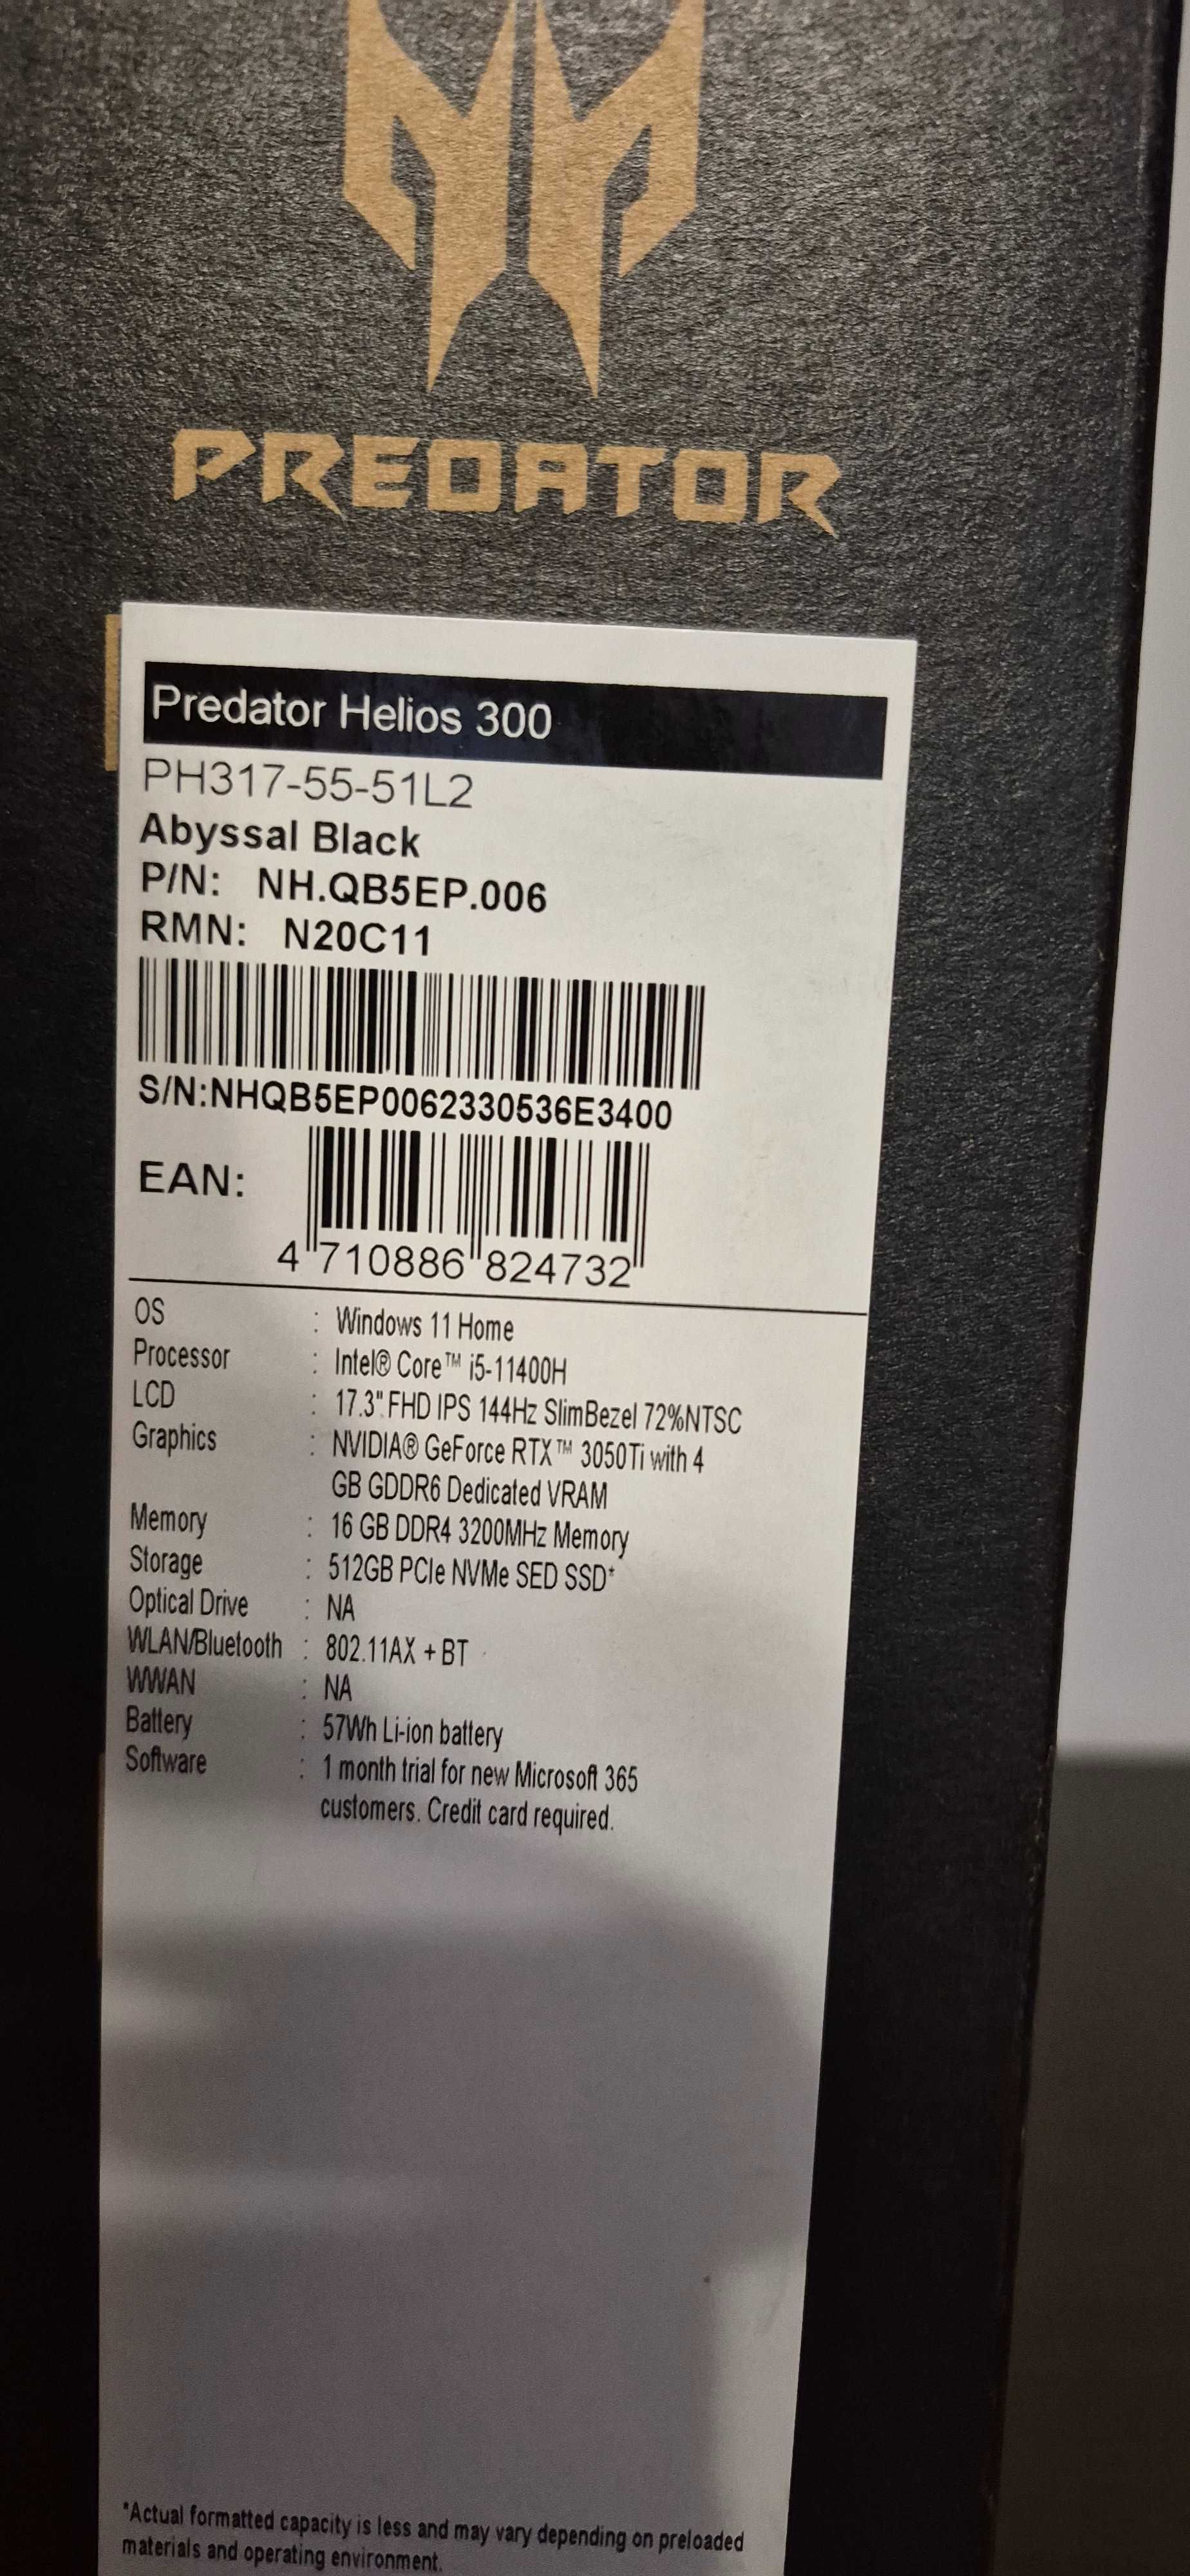 PREDATOR
Predator Helios 300
PH317-55-51L2
Abyssal Black
P/N: NH.QB5EP.006
RMN: N20C11
S/N:NHQB5EP0062330536E3400
EAN:
4 710886 824732
OS : Windows 11 Home
Processor : Intel® Core™ i5-11400H
LCD : 17.3" FHD IPS 144Hz SlimBezel 72%NTSC
Graphics : NVIDIA® GeForce RTX™ 3050Ti with 4
GB GDDR6 Dedicated VRAM
Memory : 16 GB DDR4 3200MHz Memory
Storage : 512GB PCIe NVMe SED SSD*
Optical Drive : NA
WLAN/Bluetooth : 802.11AX + BT
WWAN : NA
Battery : 57Wh Li-ion battery
Software : 1 month trial for new Microsoft 365
customers. Credit card required.
*Actual formatted capacity is less and may vary depending on preloaded
materials and operating environment.